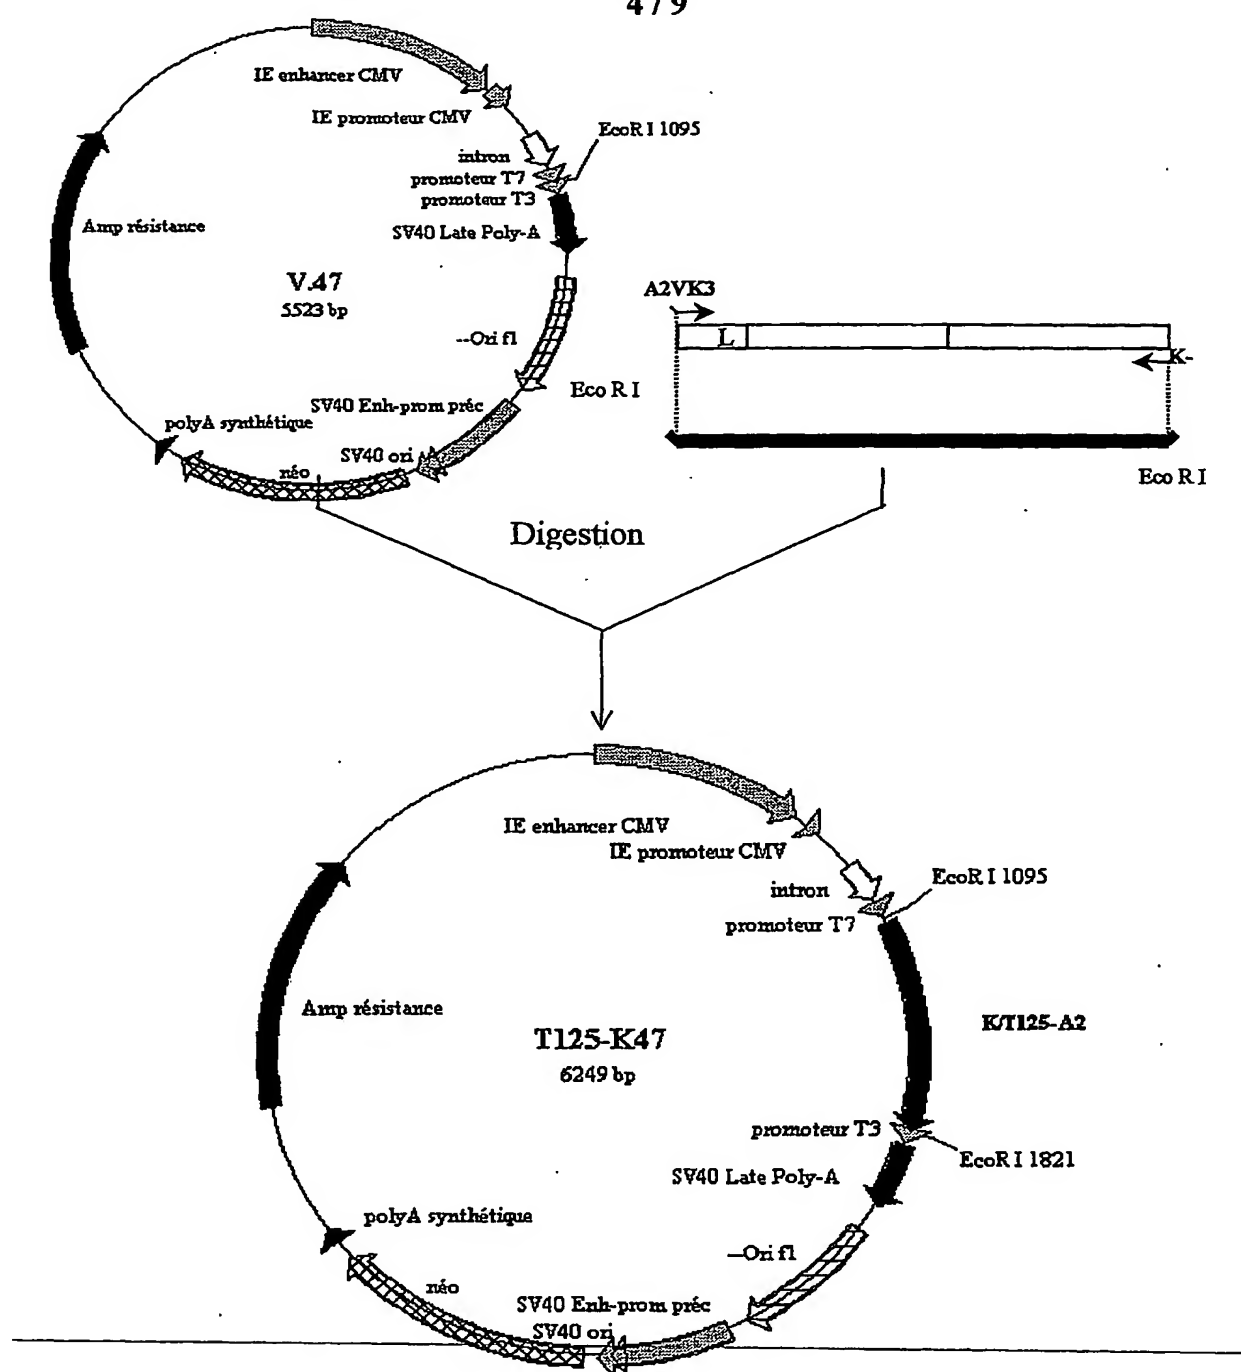 4 / 9
IE enhancer CMV
IE promoteur CMV
EcoR I 1095
intron
promoteur T7
promoteur T3
Amp résistance
SV40 Late Poly-A
V.47
5523 bp
A2VK3
--Ori f1
L
K-
Eco R I
SV40 Enh-prom préc
polyA synthétique
SV40 ori
néo
Eco R I
Digestion
IE enhancer CMV
IE promoteur CMV
EcoR I 1095
intron
promoteur T7
Amp résistance
K/T125-A2
T125-K47
6249 bp
promoteur T3
EcoR I 1821
SV40 Late Poly-A
polyA synthétique
--Ori f1
néo
SV40 Enh-prom préc
SV40 ori